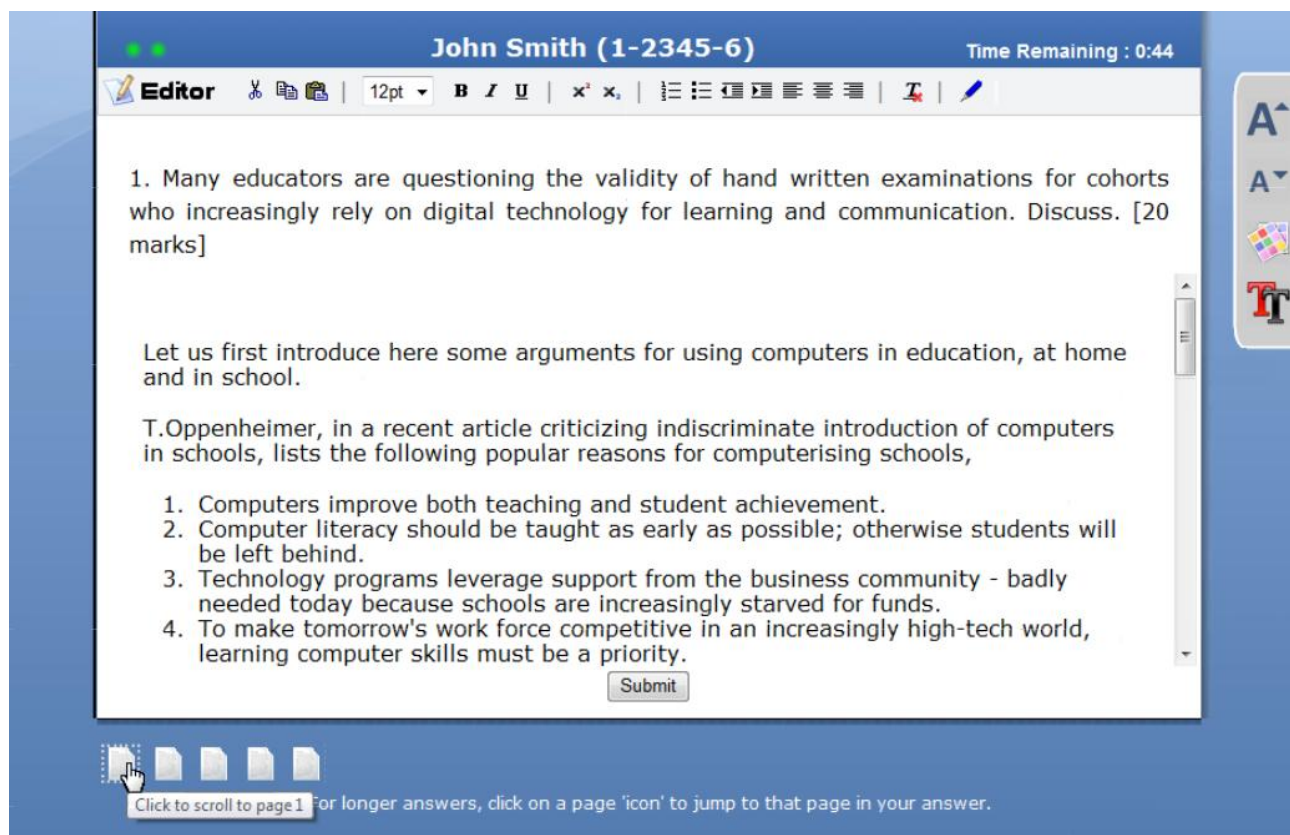 John Smith (1-2345-6)
Time Remaining : 0:44
Editor 12pt B I U x² x₂
1. Many educators are questioning the validity of hand written examinations for cohorts
who increasingly rely on digital technology for learning and communication. Discuss. [20
marks]
Let us first introduce here some arguments for using computers in education, at home
and in school.
T.Oppenheimer, in a recent article criticizing indiscriminate introduction of computers
in schools, lists the following popular reasons for computerising schools,
1. Computers improve both teaching and student achievement.
2. Computer literacy should be taught as early as possible; otherwise students will
be left behind.
3. Technology programs leverage support from the business community - badly
needed today because schools are increasingly starved for funds.
4. To make tomorrow's work force competitive in an increasingly high-tech world,
learning computer skills must be a priority.
Submit
Click to scroll to page 1
For longer answers, click on a page 'icon' to jump to that page in your answer.
A
A
TT